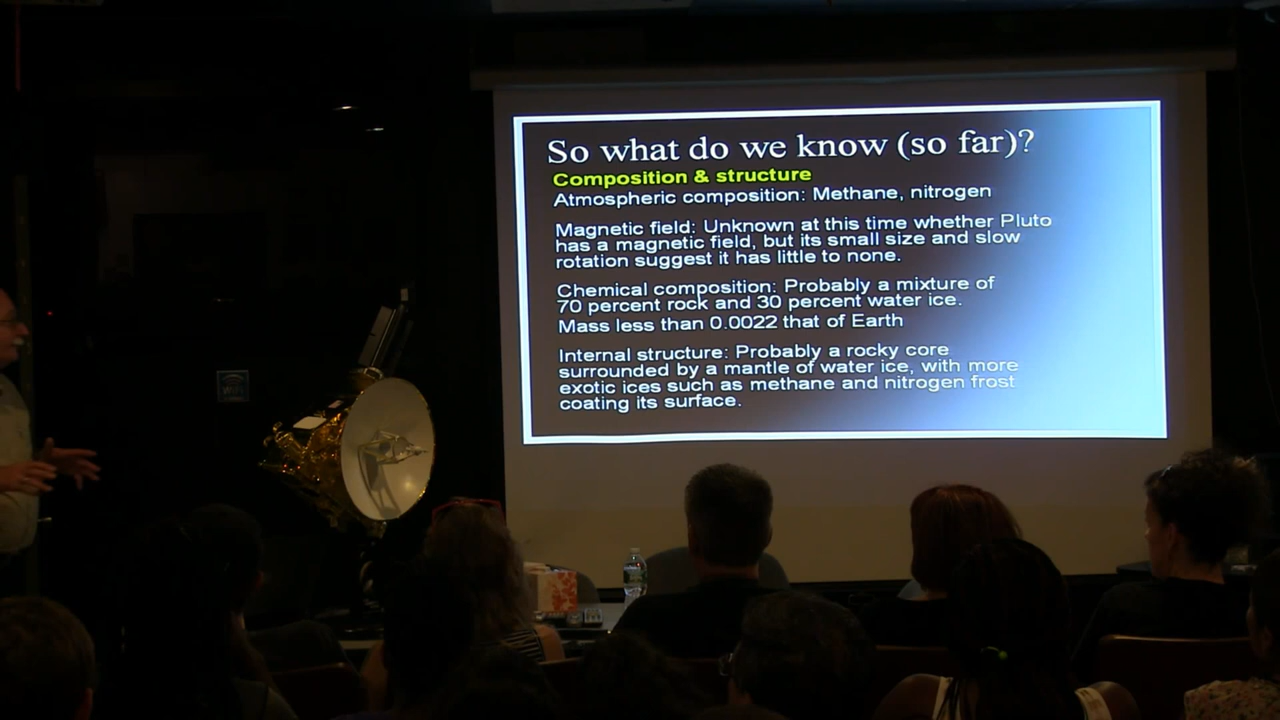 So what do we know (so far)?
Composition & structure
Atmospheric composition: Methane, nitrogen
Magnetic field: Unknown at this time whether Pluto
has a magnetic field, but its small size and slow
rotation suggest it has little to none.
Chemical composition: Probably a mixture of
70 percent rock and 30 percent water ice.
Mass less than 0.0022 that of Earth
Internal structure: Probably a rocky core
surrounded by a mantle of water ice, with more
exotic ices such as methane and nitrogen frost
coating its surface.